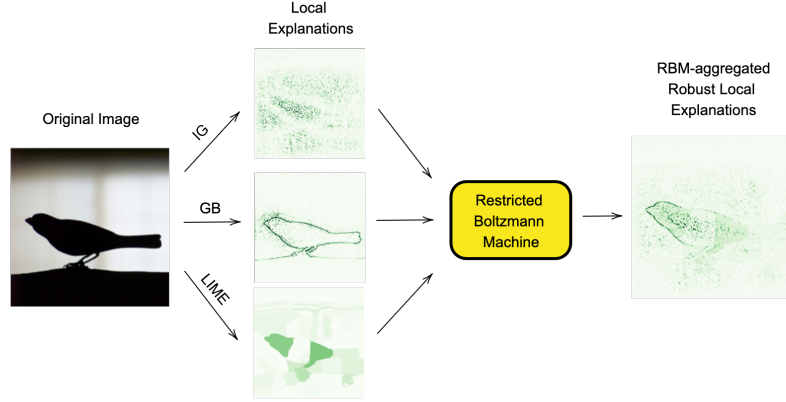 Local
Explanations
RBM-aggregated
Robust Local
Explanations
Original Image
IG
GB
LIME
Restricted
Boltzmann
Machine